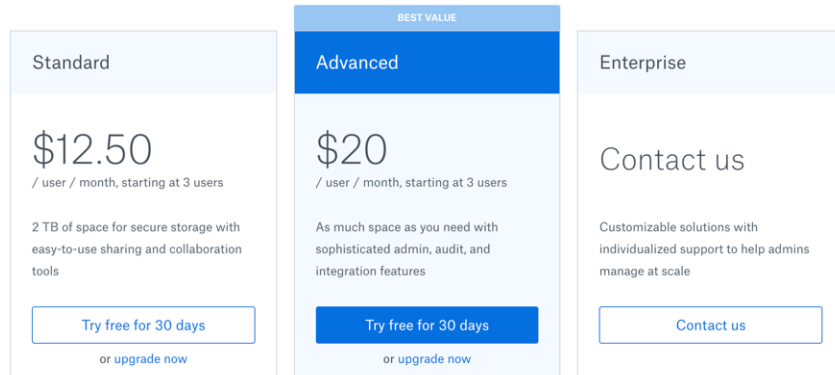 BEST VALUE
Standard
Advanced
Enterprise
$12.50
/ user / month, starting at 3 users
2 TB of space for secure storage with
easy-to-use sharing and collaboration
tools
Try free for 30 days
or upgrade now
$20
/ user / month, starting at 3 users
As much space as you need with
sophisticated admin, audit, and
integration features
Try free for 30 days
or upgrade now
Contact us
Customizable solutions with
individualized support to help admins
manage at scale
Contact us